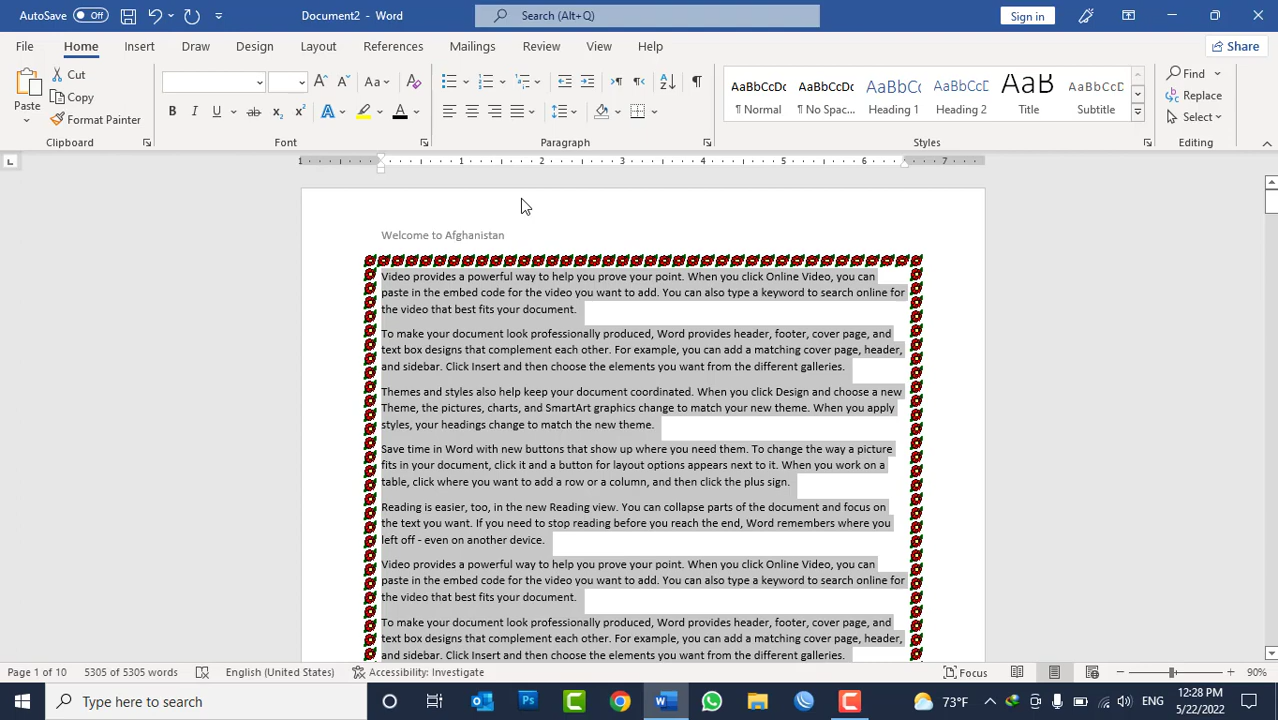 AutoSave Off Document2 - Word Search (Alt+Q) Sign in
File Home Insert Draw Design Layout References Mailings Review View Help Share
Paste Cut Copy Format Painter
Clipboard
Aa B I U ab x₂ x² A A
Font
Paragraph
AaBbCcDc AaBbCcDc AaBbCc AaBbCcD AaB AaBbCcD
¶ Normal ¶ No Spac... Heading 1 Heading 2 Title Subtitle
Styles
Find
Replace
Select
Editing
1 1 2 3 4 5 6 7
Welcome to Afghanistan
Video provides a powerful way to help you prove your point. When you click Online Video, you can
paste in the embed code for the video you want to add. You can also type a keyword to search online for
the video that best fits your document.
To make your document look professionally produced, Word provides header, footer, cover page, and
text box designs that complement each other. For example, you can add a matching cover page, header,
and sidebar. Click Insert and then choose the elements you want from the different galleries.
Themes and styles also help keep your document coordinated. When you click Design and choose a new
Theme, the pictures, charts, and SmartArt graphics change to match your new theme. When you apply
styles, your headings change to match the new theme.
Save time in Word with new buttons that show up where you need them. To change the way a picture
fits in your document, click it and a button for layout options appears next to it. When you work on a
table, click where you want to add a row or a column, and then click the plus sign.
Reading is easier, too, in the new Reading view. You can collapse parts of the document and focus on
the text you want. If you need to stop reading before you reach the end, Word remembers where you
left off - even on another device.
Video provides a powerful way to help you prove your point. When you click Online Video, you can
paste in the embed code for the video you want to add. You can also type a keyword to search online for
the video that best fits your document.
To make your document look professionally produced, Word provides header, footer, cover page, and
text box designs that complement each other. For example, you can add a matching cover page, header,
and sidebar. Click Insert and then choose the elements you want from the different galleries.
Page 1 of 10 5305 of 5305 words English (United States) Accessibility: Investigate Focus 90%
Type here to search Ps 73°F ENG 12:28 PM
5/22/2022